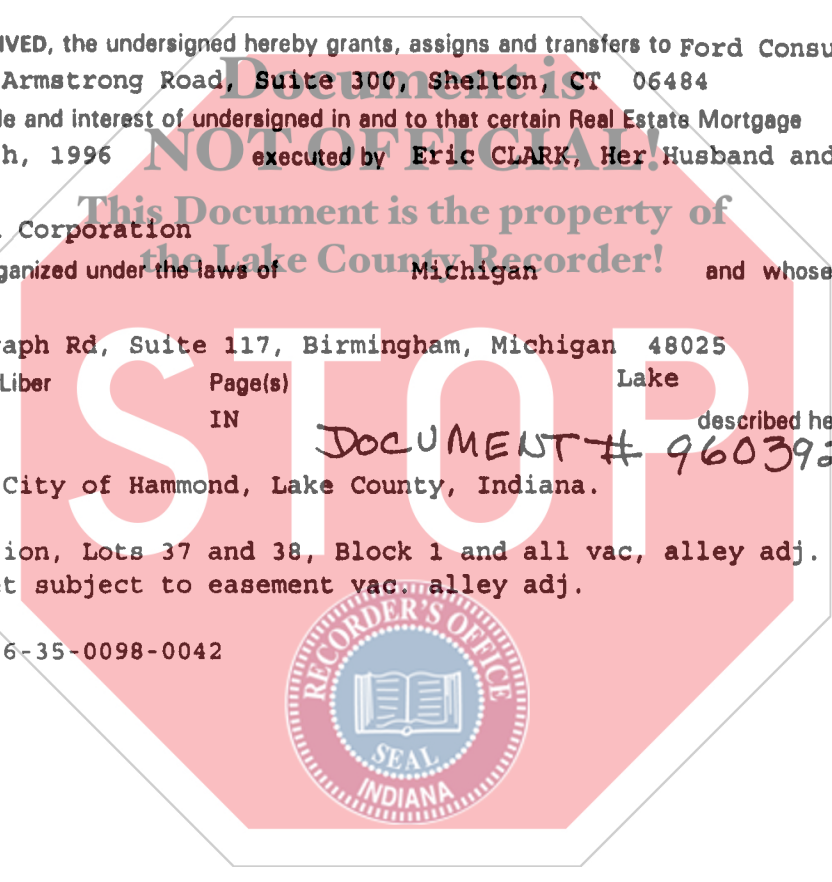 IVED, the undersigned hereby grants, assigns and transfers to Ford Consu
Armstrong Road, Suite 300, Shelton, CT 06484
Document is
le and interest of undersigned in and to that certain Real Estate Mortgage
h, 1996 executed by Eric CLARK, Her Husband and
NOT OFFICIAL!
This Document is the property of
. Corporation
the Lake County Recorder!
ganized under the laws of Michigan and whose
raph Rd, Suite 117, Birmingham, Michigan 48025
Liber Page(s) Lake
IN described he
DOCUMENT # 960392
STOP
City of Hammond, Lake County, Indiana.
ion, Lots 37 and 38, Block 1 and all vac, alley adj.
t subject to easement vac. alley adj.
6-35-0098-0042
RECORDER'S OFFICE
SEAL
INDIANA